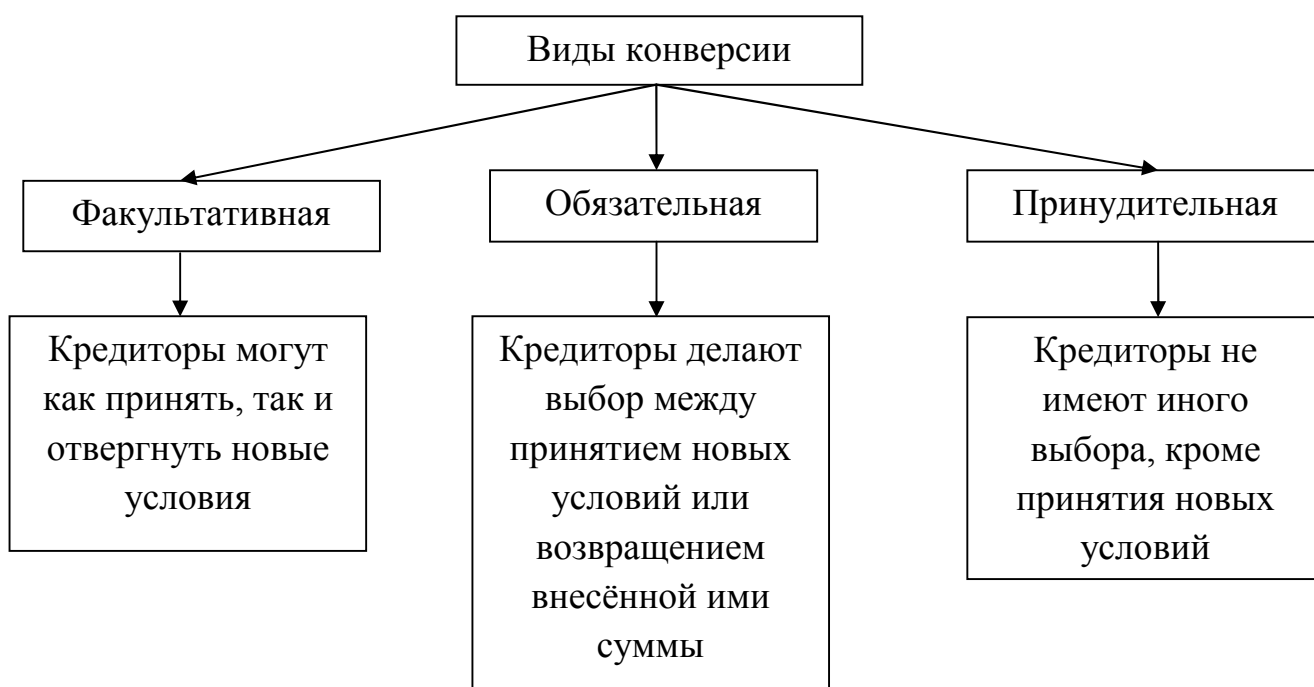 Виды конверсии
Факультативная
Обязательная
Принудительная
Кредиторы могут
как принять, так и
отвергнуть новые
условия
Кредиторы делают
выбор между
принятием новых
условий или
возвращением
внесённой ими
суммы
Кредиторы не
имеют иного
выбора, кроме
принятия новых
условий